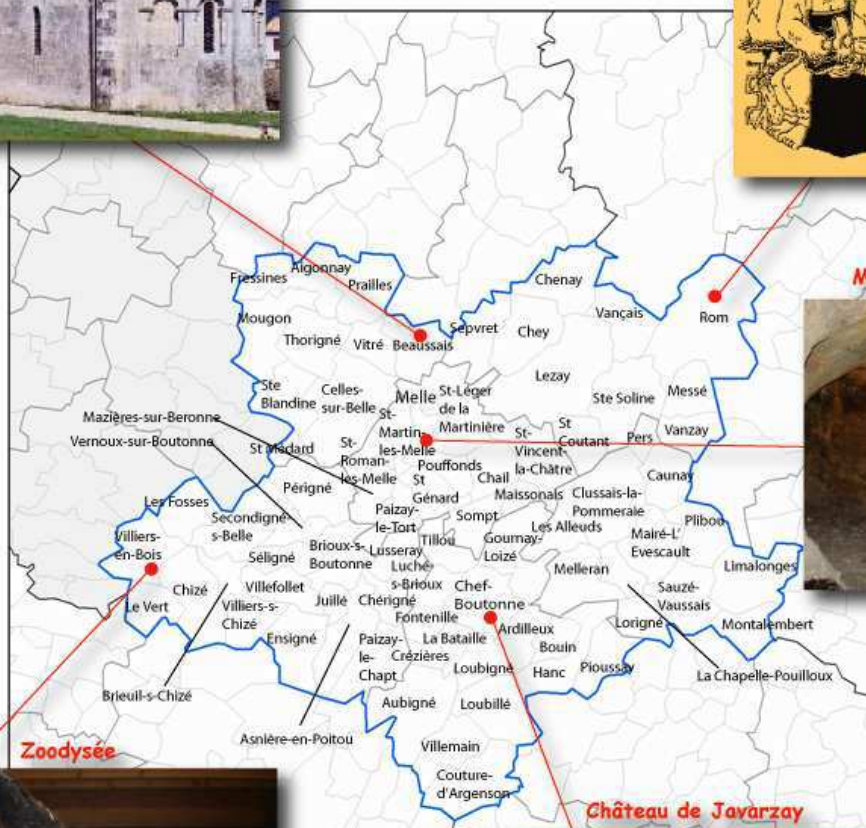 Fressines
Aigonnay
Prailles
Chenay
M
Mougon
Vançais
Rom
Thorigné
Vitré
Beaussais
Sepvret
Chey
Lezay
Ste
Blandine
Celles-
sur-Belle
Melle
St-Léger
de la
Martinière
Ste Soline
Messé
Mazières-sur-Beronne
Vernoux-sur-Boutonne
St Médard
St-
Martin-
les-Melle
St-
Roman-
les-Melle
St-
Vincent-
la-Châtre
St
Coutant
Pers
Vanzay
Périgné
Pouffonds
St
Génard
Chail
Maissonais
Caunay
Clussais-la-
Pommeraie
Les Fosses
Secondigné-
s-Belle
Paizay-
le-Tort
Sompt
Les Alleuds
Plibou
Villiers-
en-Bois
Séligné
Brioux-s-
Boutonne
Lusseray
Tillou
Gournay-
Loizé
Mairé-L'
Evescault
Limalonges
Chizé
Le Vert
Villefollet
Villiers-s-
Chizé
Juillé
Chérigné
Luché-
s-Brioux
Chef-
Boutonne
Melleran
Sauzé-
Vaussais
Ensigné
Fontenille
La Bataille
Ardilleux
Lorigné
Montalembert
Paizay-
le-
Chapt
Crézières
Loubigné
Bouin
Hanc
Pioussay
La Chapelle-Pouilloux
Brieuil-s-Chizé
Aubigné
Loubillé
Asnière-en-Poitou
Villemain
Couture-
d'Argenson
Zoodysée
Château de Javarzay